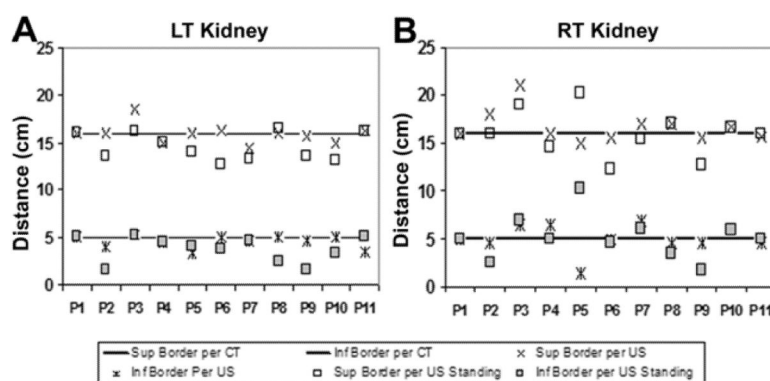 A LT Kidney
B RT Kidney
Distance (cm)
25
20
15
10
5
0
P1 P2 P3 P4 P5 P6 P7 P8 P9 P10 P11
Distance (cm)
25
20
15
10
5
0
P1 P2 P3 P4 P5 P6 P7 P8 P9 P10 P11
Sup Border per CT Inf Border per CT Sup Border per US
Inf Border Per US Sup Border per US Standing Inf Border per US Standing